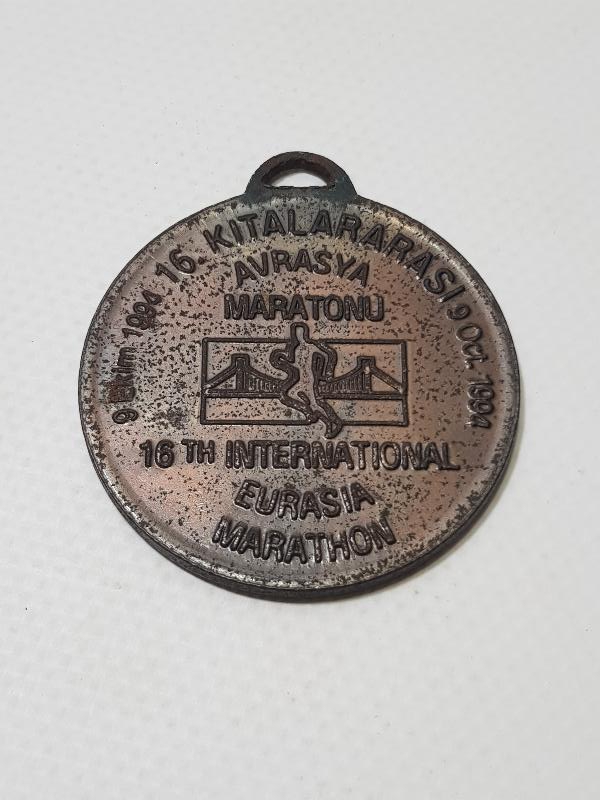 16. KITALARARASI
AVRASYA
MARATONU
9 Ekim 1994
9 Oct. 1994
16 TH INTERNATIONAL
EURASIA
MARATHON